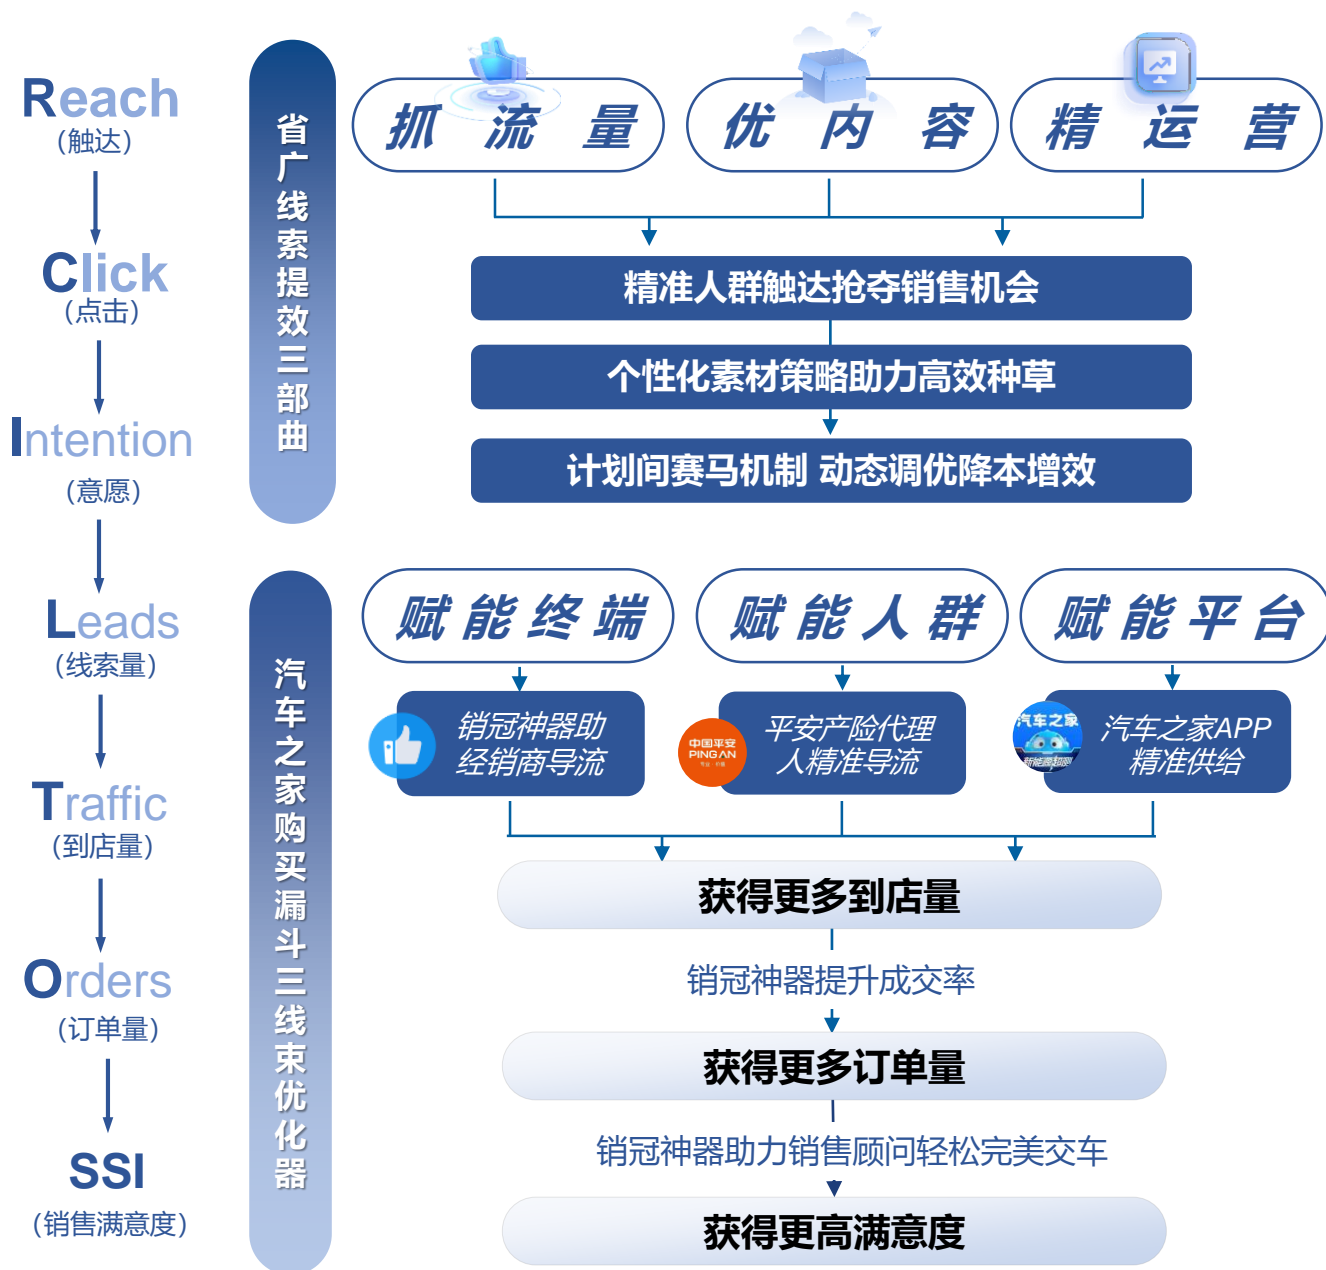 Reach
(触达)
Click
(点击)
Intention
(意愿)
Leads
(线索量)
Traffic
(到店量)
Orders
(订单量)
SSI
(销售满意度)
省广线索提效三部曲
抓流量
优内容
精运营
精准人群触达抢夺销售机会
个性化素材策略助力高效种草
计划间赛马机制 动态调优降本增效
汽车之家购买漏斗三线束优化器
赋能终端
赋能人群
赋能平台
销冠神器助
经销商导流
中国平安
PINGAN
专业·价值
平安产险代理
人精准导流
汽车之家
新能源超测
汽车之家APP
精准供给
获得更多到店量
销冠神器提升成交率
获得更多订单量
销冠神器助力销售顾问轻松完美交车
获得更高满意度